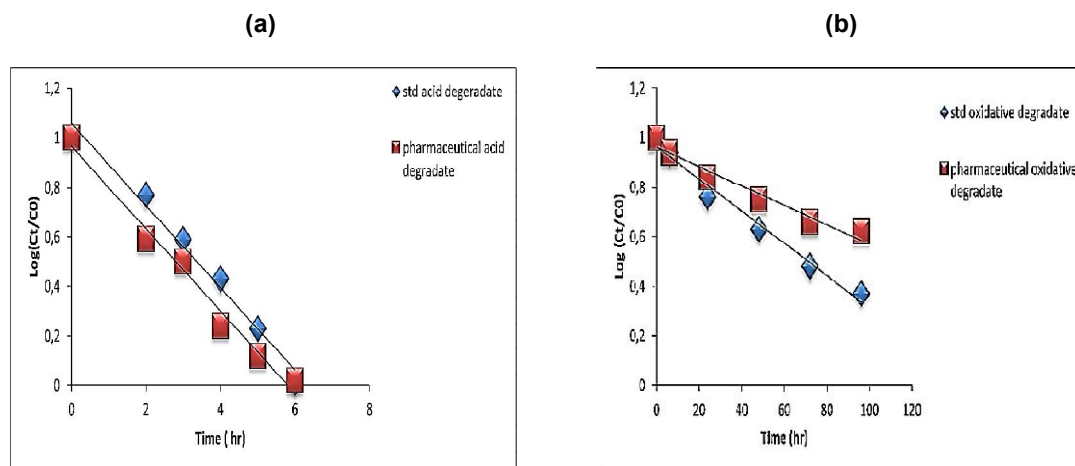 (a)
1,2
1
0,8
0,6
0,4
0,2
0
0
2
4
6
8
Log(Ct/C0)
Time ( hr)
std acid degeradate
pharmaceutical acid
degradate
(b)
1,2
1
0,8
0,6
0,4
0,2
0
0
20
40
60
80
100
120
Log (Ct/C0)
Time (hr)
std oxidative degradate
pharmaceutical oxidative
degradate